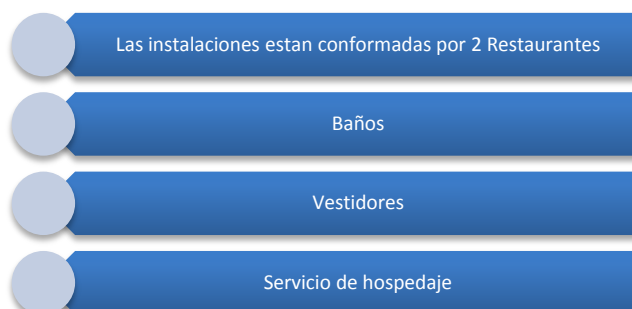 Las instalaciones estan conformadas por 2 Restaurantes
Baños
Vestidores
Servicio de hospedaje